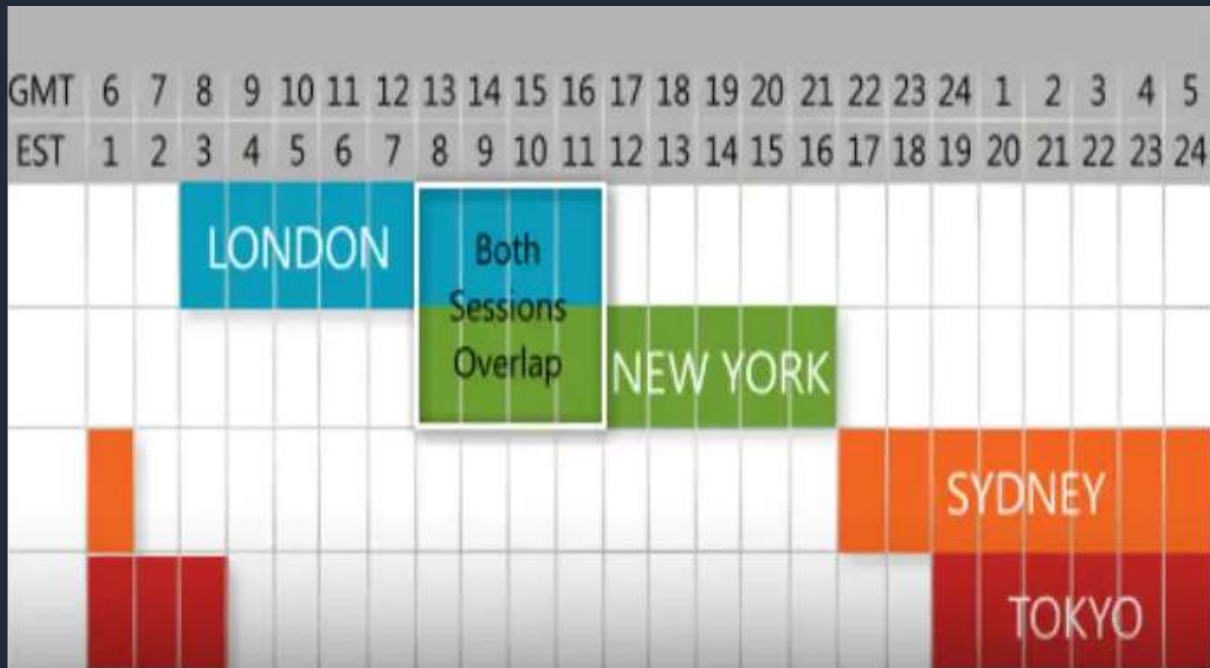 GMT 6 7 8 9 10 11 12 13 14 15 16 17 18 19 20 21 22 23 24 1 2 3 4 5
EST 1 2 3 4 5 6 7 8 9 10 11 12 13 14 15 16 17 18 19 20 21 22 23 24
LONDON
Both
Sessions
Overlap
NEW YORK
SYDNEY
TOKYO